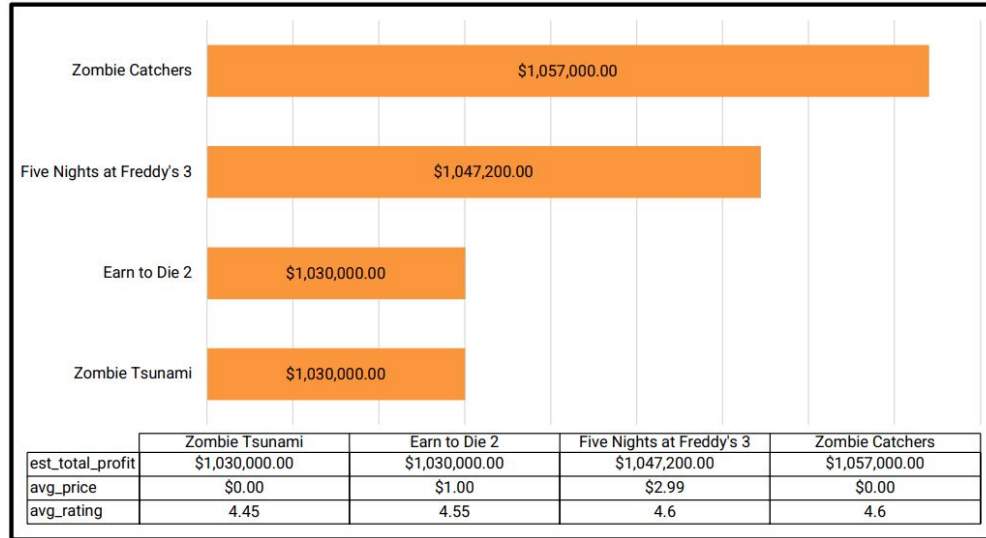 Zombie Catchers
$1,057,000.00
Five Nights at Freddy's 3
$1,047,200.00
Earn to Die 2
$1,030,000.00
Zombie Tsunami
$1,030,000.00
Zombie Tsunami Earn to Die 2 Five Nights at Freddy's 3 Zombie Catchers
est_total_profit $1,030,000.00 $1,030,000.00 $1,047,200.00 $1,057,000.00
avg_price $0.00 $1.00 $2.99 $0.00
avg_rating 4.45 4.55 4.6 4.6